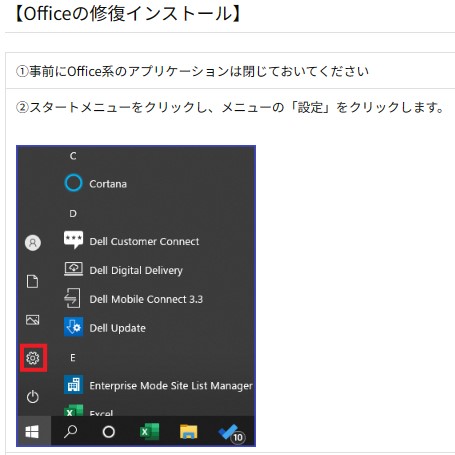 【Officeの修復インストール】
①事前にOffice系のアプリケーションは閉じておいてください
②スタートメニューをクリックし、メニューの「設定」をクリックします。
C
Cortana
D
Dell Customer Connect
Dell Digital Delivery
Dell Mobile Connect 3.3
Dell Update
E
Enterprise Mode Site List Manager
Excel
10